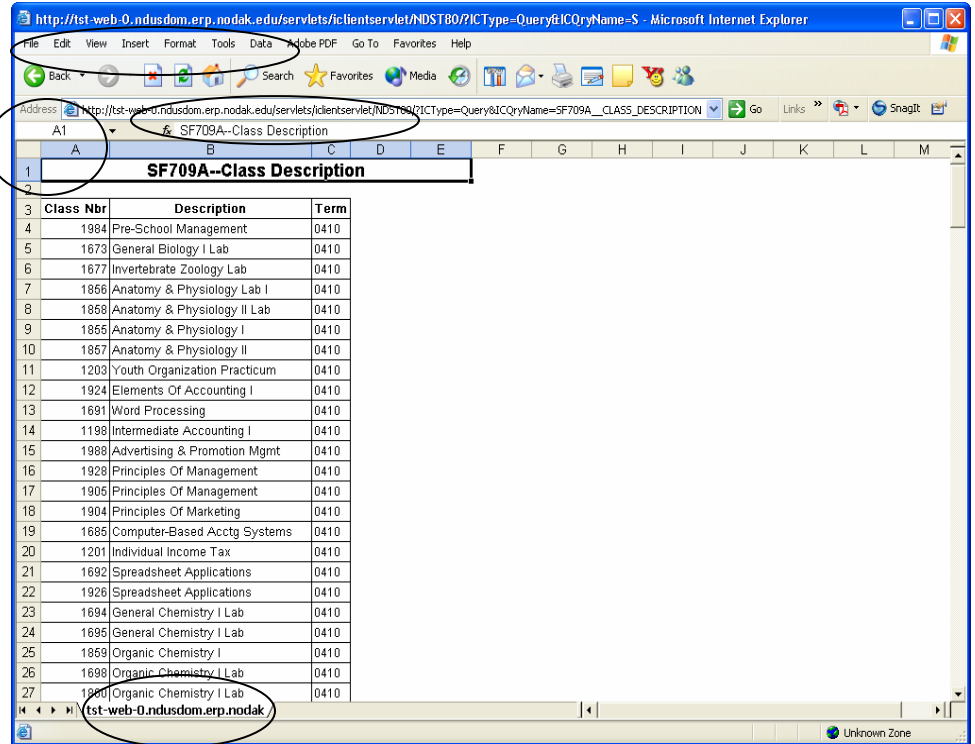 http://tst-web-0.ndusdom.erp.nodak.edu/servlets/iclientservlet/NDST80/?ICType=Query&ICQryName=S - Microsoft Internet Explorer
File Edit View Insert Format Tools Data Adobe PDF Go To Favorites Help
Back Search Favorites Media
Address http://tst-web-0.ndusdom.erp.nodak.edu/servlets/iclientservlet/NDST80/?ICType=Query&ICQryName=SF709A__CLASS_DESCRIPTION Go Links » SnagIt
A1 fx SF709A--Class Description
A B C D E F G H I J K L M
1 SF709A--Class Description
2
3 Class Nbr Description Term
4 1984 Pre-School Management 0410
5 1673 General Biology I Lab 0410
6 1677 Invertebrate Zoology Lab 0410
7 1856 Anatomy & Physiology Lab I 0410
8 1858 Anatomy & Physiology II Lab 0410
9 1855 Anatomy & Physiology I 0410
10 1857 Anatomy & Physiology II 0410
11 1203 Youth Organization Practicum 0410
12 1924 Elements Of Accounting I 0410
13 1691 Word Processing 0410
14 1198 Intermediate Accounting I 0410
15 1988 Advertising & Promotion Mgmt 0410
16 1928 Principles Of Management 0410
17 1905 Principles Of Management 0410
18 1904 Principles Of Marketing 0410
19 1685 Computer-Based Acctg Systems 0410
20 1201 Individual Income Tax 0410
21 1692 Spreadsheet Applications 0410
22 1926 Spreadsheet Applications 0410
23 1694 General Chemistry I Lab 0410
24 1695 General Chemistry I Lab 0410
25 1859 Organic Chemistry I 0410
26 1698 Organic Chemistry I Lab 0410
27 1860 Organic Chemistry I Lab 0410
tst-web-0.ndusdom.erp.nodak
Unknown Zone